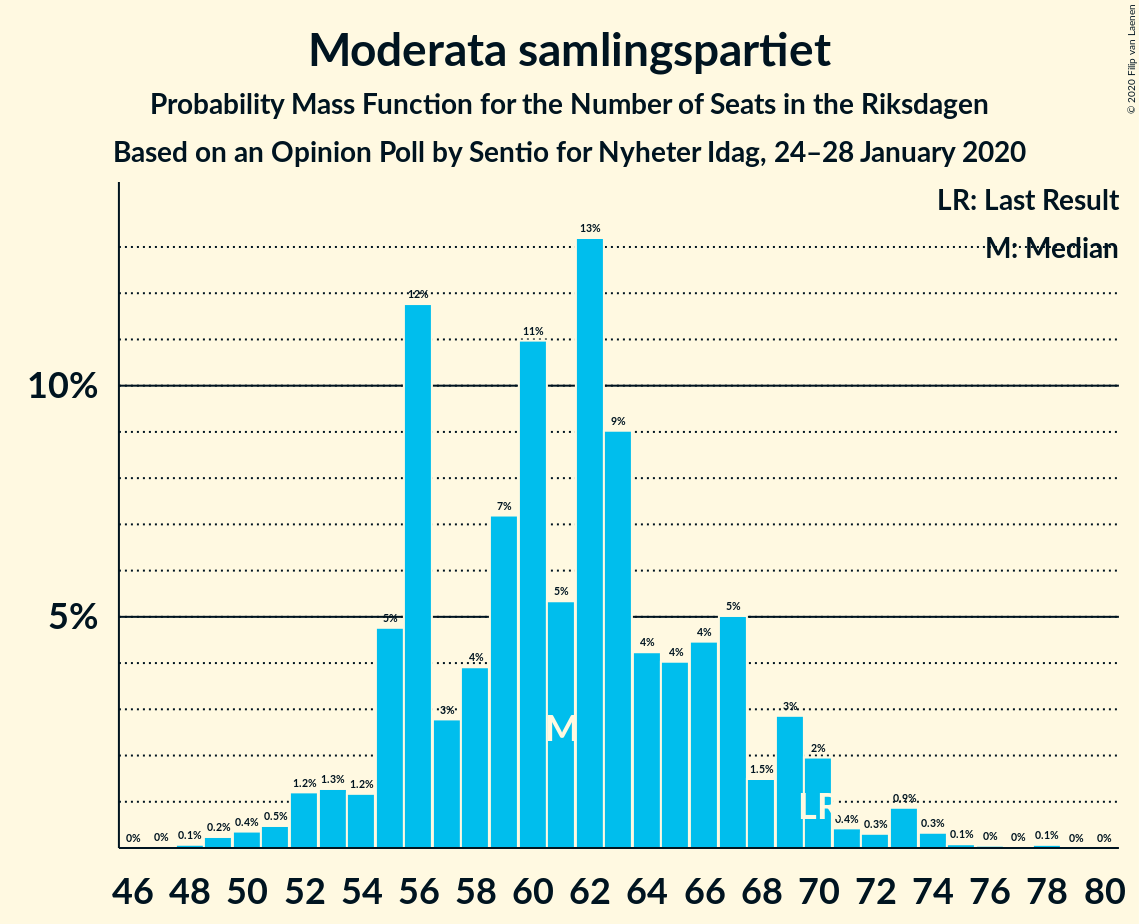 Moderata samlingspartiet
Probability Mass Function for the Number of Seats in the Riksdagen
Based on an Opinion Poll by Sentio for Nyheter Idag, 24–28 January 2020
© 2020 Filip van Laenen
LR: Last Result
M: Median
10%
5%
0% 0% 0.1% 0.2% 0.4% 0.5% 1.2% 1.3% 1.2% 5% 12% 3% 4% 7% 11% 5% 13% 9% 4% 4% 4% 5% 1.5% 3% 2% 0.4% 0.3% 0.9% 0.3% 0.1% 0% 0% 0.1% 0% 0%
M
LR
46 48 50 52 54 56 58 60 62 64 66 68 70 72 74 76 78 80